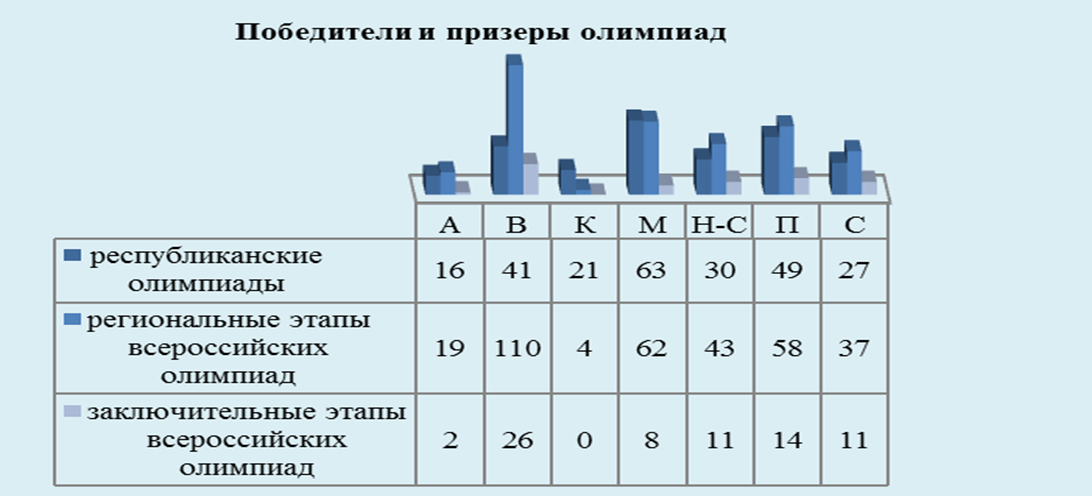 Победители и призеры олимпиад
А В К М Н-С П С
республиканские
олимпиады
16 41 21 63 30 49 27
региональные этапы
всероссийских
олимпиад
19 110 4 62 43 58 37
заключительные этапы
всероссийских
олимпиад
2 26 0 8 11 14 11